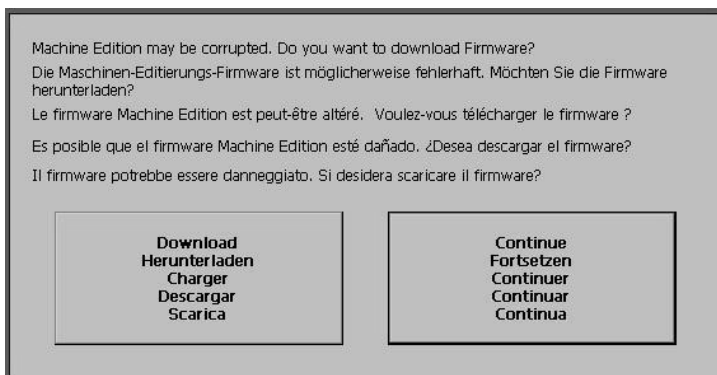 Machine Edition may be corrupted. Do you want to download Firmware?
Die Maschinen-Editierungs-Firmware ist möglicherweise fehlerhaft. Möchten Sie die Firmware
herunterladen?
Le firmware Machine Edition est peut-être altéré. Voulez-vous télécharger le firmware ?
Es posible que el firmware Machine Edition esté dañado. ¿Desea descargar el firmware?
Il firmware potrebbe essere danneggiato. Si desidera scaricare il firmware?
Download
Herunterladen
Charger
Descargar
Scarica
Continue
Fortsetzen
Continuer
Continuar
Continua